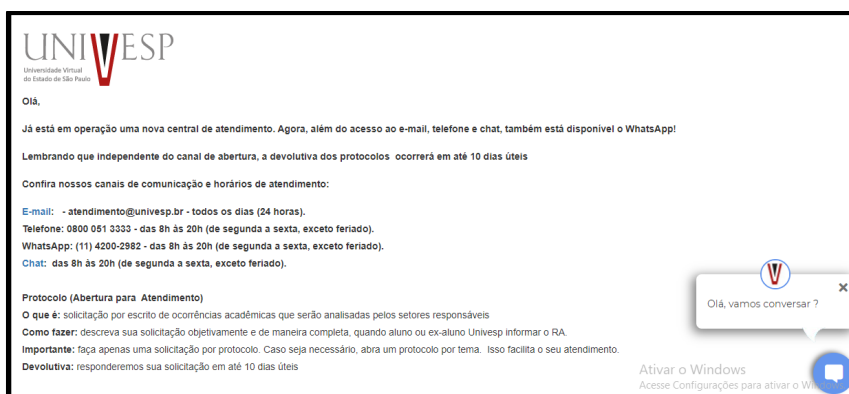 UNIVESP
Universidade Virtual
do Estado de São Paulo
Olá,
Já está em operação uma nova central de atendimento. Agora, além do acesso ao e-mail, telefone e chat, também está disponível o WhatsApp!
Lembrando que independente do canal de abertura, a devolutiva dos protocolos ocorrerá em até 10 dias úteis
Confira nossos canais de comunicação e horários de atendimento:
E-mail: - atendimento@univesp.br - todos os dias (24 horas).
Telefone: 0800 051 3333 - das 8h às 20h (de segunda a sexta, exceto feriado).
WhatsApp: (11) 4200-2982 - das 8h às 20h (de segunda a sexta, exceto feriado).
Chat: das 8h às 20h (de segunda a sexta, exceto feriado).
Protocolo (Abertura para Atendimento)
O que é: solicitação por escrito de ocorrências acadêmicas que serão analisadas pelos setores responsáveis
Como fazer: descreva sua solicitação objetivamente e de maneira completa, quando aluno ou ex-aluno Univesp informar o RA.
Importante: faça apenas uma solicitação por protocolo. Caso seja necessário, abra um protocolo por tema. Isso facilita o seu atendimento.
Devolutiva: responderemos sua solicitação em até 10 dias úteis
Olá, vamos conversar ?
Ativar o Windows
Acesse Configurações para ativar o